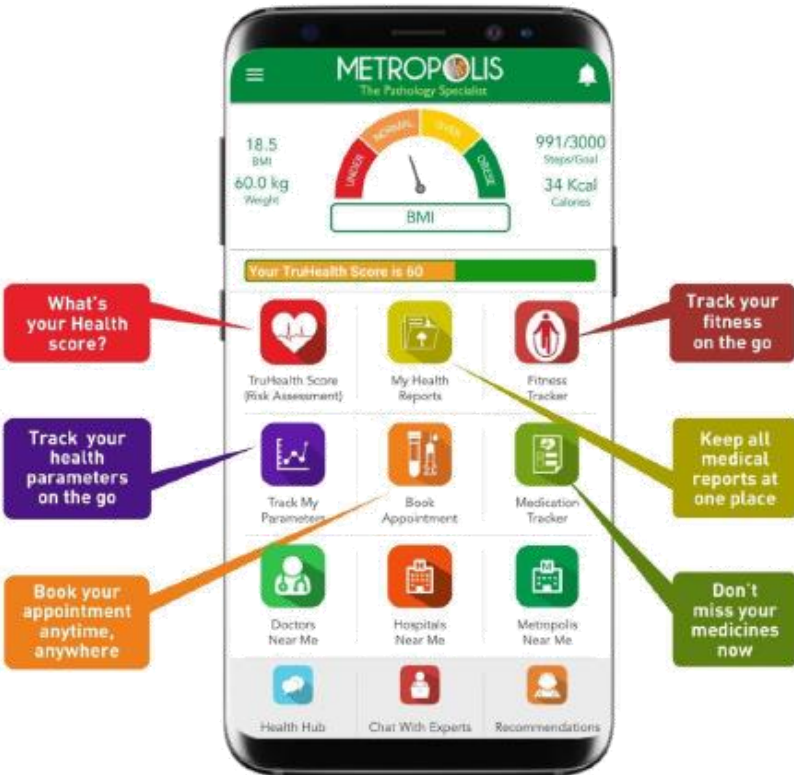 METROPOLIS
The Pathology Specialist
18.5
BMI
60.0 kg
Weight
UNDER
NORMAL
OVER
OBESE
BMI
991/3000
Steps/Goal
34 Kcal
Calories
Your TruHealth Score is 60
What's
your Health
score?
Track your
fitness
on the go
TruHealth Score
(Risk Assessment)
My Health
Reports
Fitness
Tracker
Track your
health
parameters
on the go
Keep all
medical
reports at
one place
Track My
Parameters
Book
Appointment
Medication
Tracker
Book your
appointment
anytime,
anywhere
Don't
miss your
medicines
now
H
M
Doctors
Near Me
Hospitals
Near Me
Metropolis
Near Me
Health Hub
Chat With Experts
Recommendations